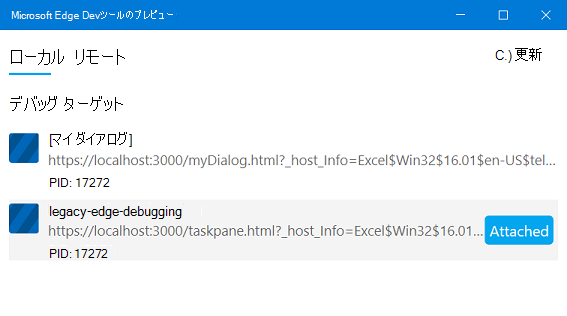 Microsoft Edge Devツールのプレビュー
ローカル リモート
C.) 更新
デバッグ ターゲット
[マイ ダイアログ]
https://localhost:3000/myDialog.html?_host_Info=Excel$Win32$16.01$en-US$tel...
PID: 17272
legacy-edge-debugging
https://localhost:3000/taskpane.html?_host_Info=Excel$Win32$16.01...
Attached
PID: 17272